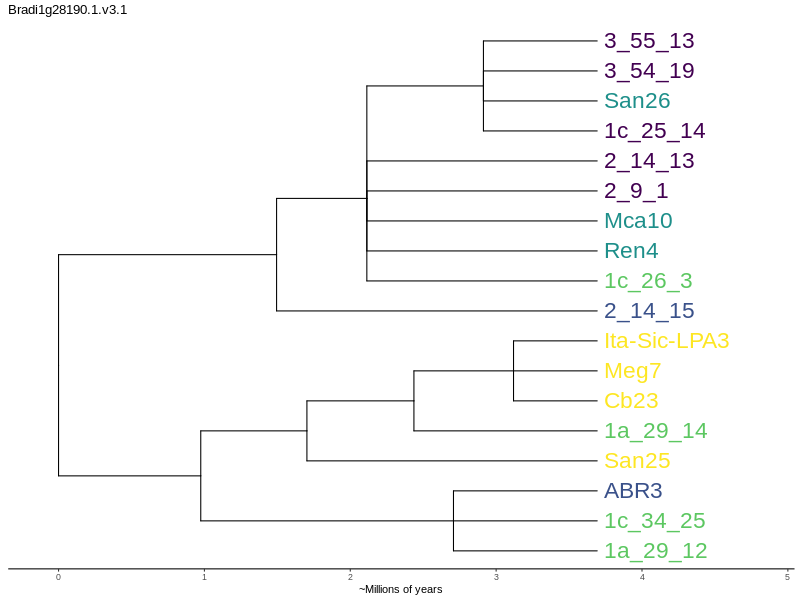 Bradi1g28190.1.v3.1
3_55_13
3_54_19
San26
1c_25_14
2_14_13
2_9_1
Mca10
Ren4
1c_26_3
2_14_15
Ita-Sic-LPA3
Meg7
Cb23
1a_29_14
San25
ABR3
1c_34_25
1a_29_12
0 1 2 3 4 5
~Millions of years